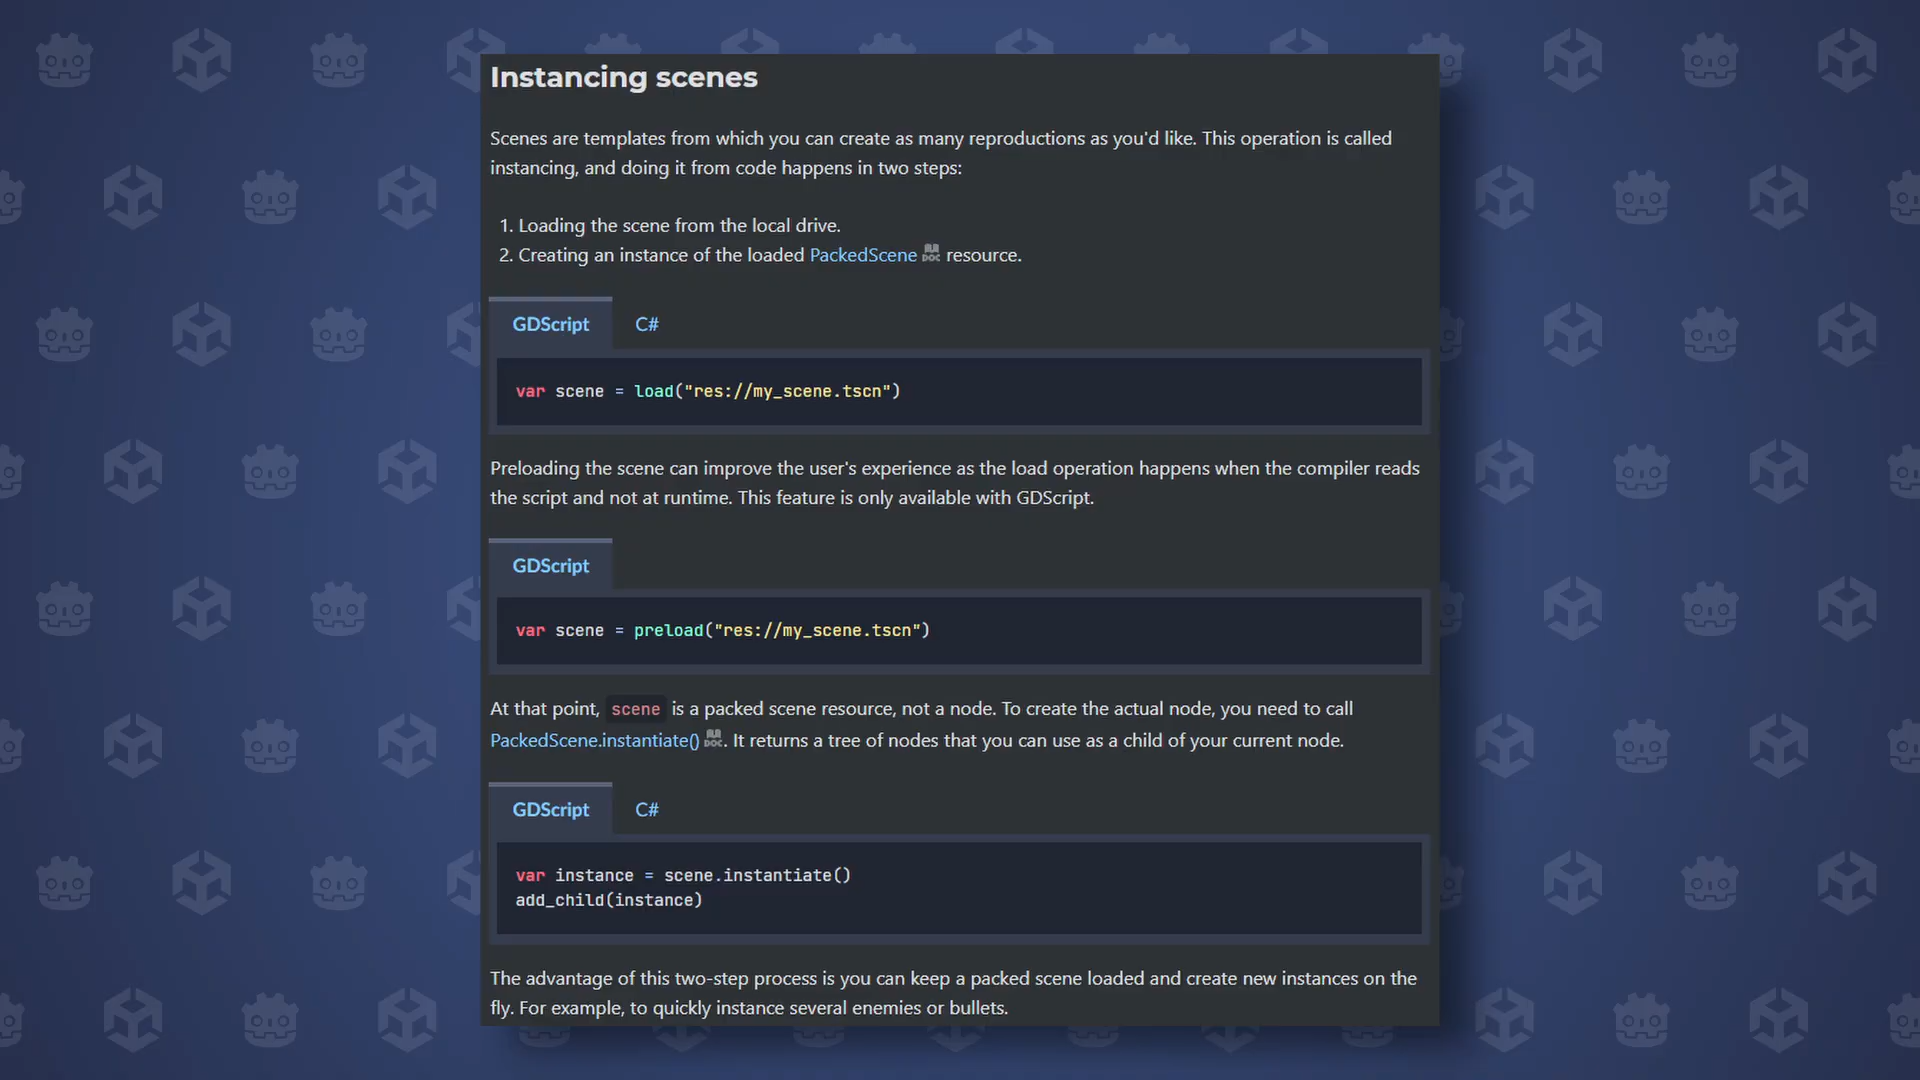 Instancing scenes
Scenes are templates from which you can create as many reproductions as you'd like. This operation is called
instancing, and doing it from code happens in two steps:
1. Loading the scene from the local drive.
2. Creating an instance of the loaded PackedScene resource.
GDScript C#
var scene = load("res://my_scene.tscn")
Preloading the scene can improve the user's experience as the load operation happens when the compiler reads
the script and not at runtime. This feature is only available with GDScript.
GDScript
var scene = preload("res://my_scene.tscn")
At that point, scene is a packed scene resource, not a node. To create the actual node, you need to call
PackedScene.instantiate() . It returns a tree of nodes that you can use as a child of your current node.
GDScript C#
var instance = scene.instantiate()
add_child(instance)
The advantage of this two-step process is you can keep a packed scene loaded and create new instances on the
fly. For example, to quickly instance several enemies or bullets.